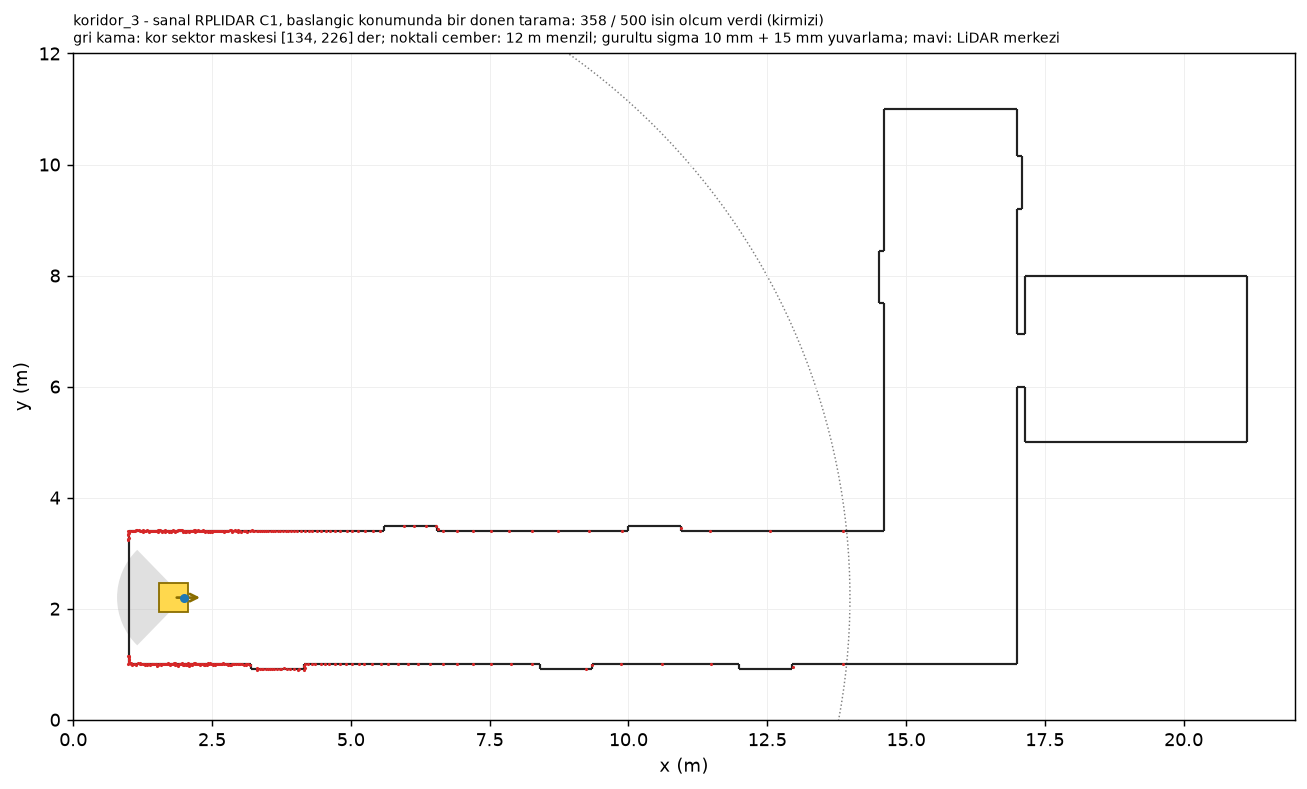 koridor_3 - sanal RPLIDAR C1, baslangic konumunda bir donen tarama: 358 / 500 isin olcum verdi (kirmizi)
gri kama: kor sektor maskesi [134, 226] der; noktali cember: 12 m menzil; gurultu sigma 10 mm + 15 mm yuvarlama; mavi: LiDAR merkezi
12
10
8
6
4
2
0
y (m)
0.0 2.5 5.0 7.5 10.0 12.5 15.0 17.5 20.0
x (m)